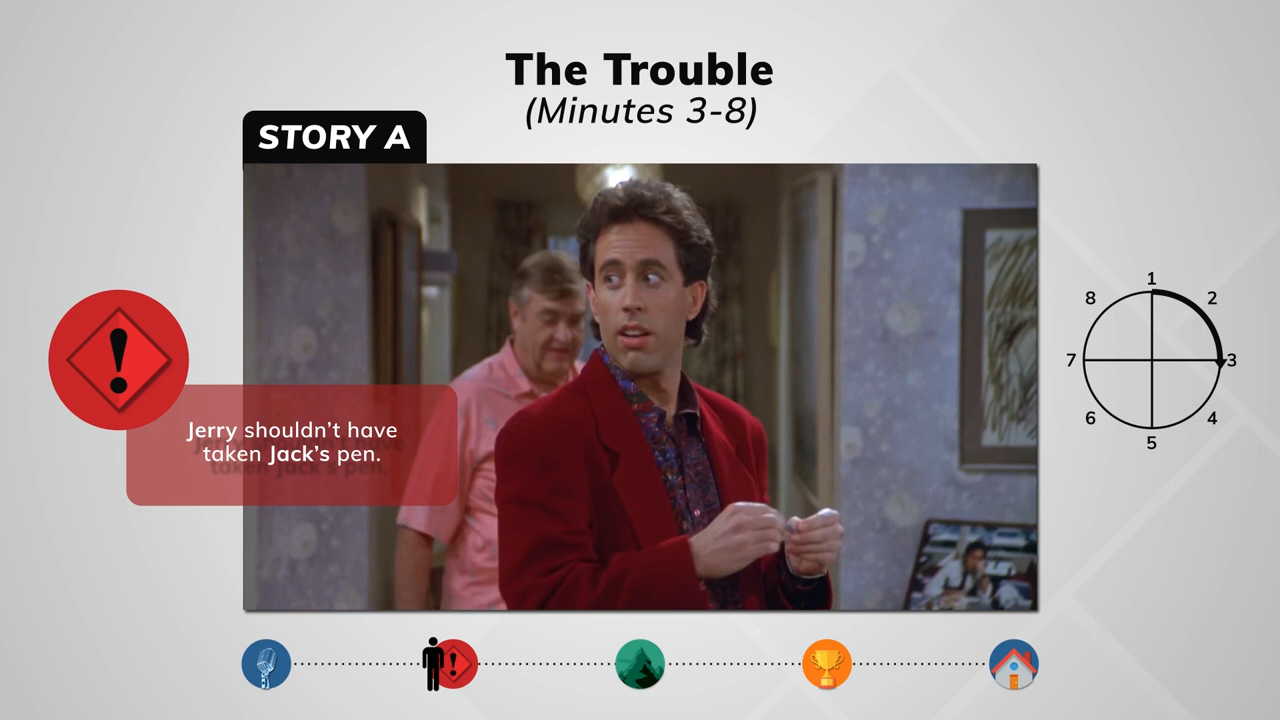 The Trouble
(Minutes 3-8)
STORY A
Jerry shouldn't have
taken Jack's pen.
1
8
2
7
3
6
4
5